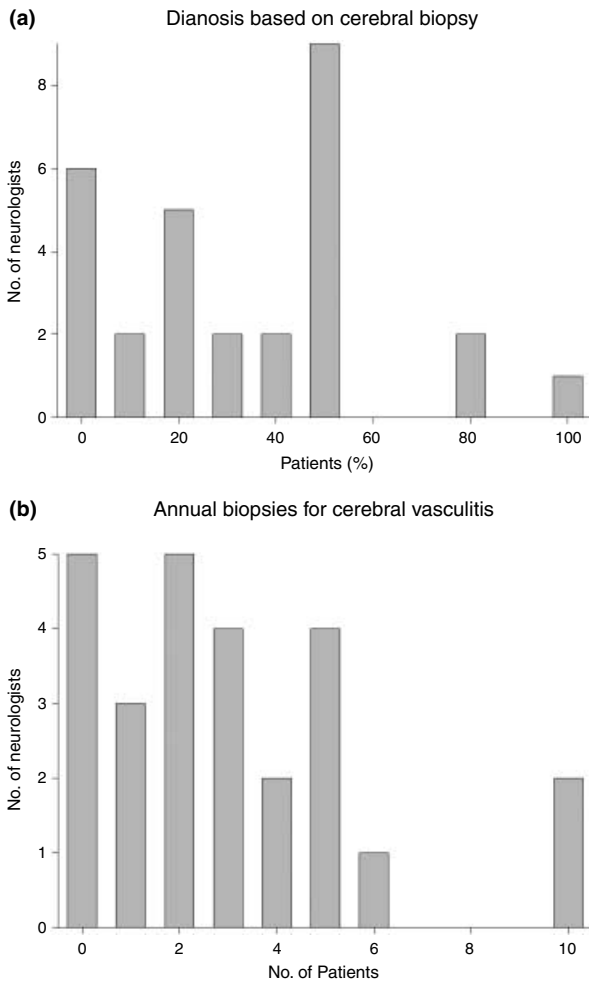 (a) Dianosis based on cerebral biopsy
No. of neurologists
8
6
4
2
0
0 20 40 60 80 100
Patients (%)
(b) Annual biopsies for cerebral vasculitis
No. of neurologists
5
4
3
2
1
0
0 2 4 6 8 10
No. of Patients